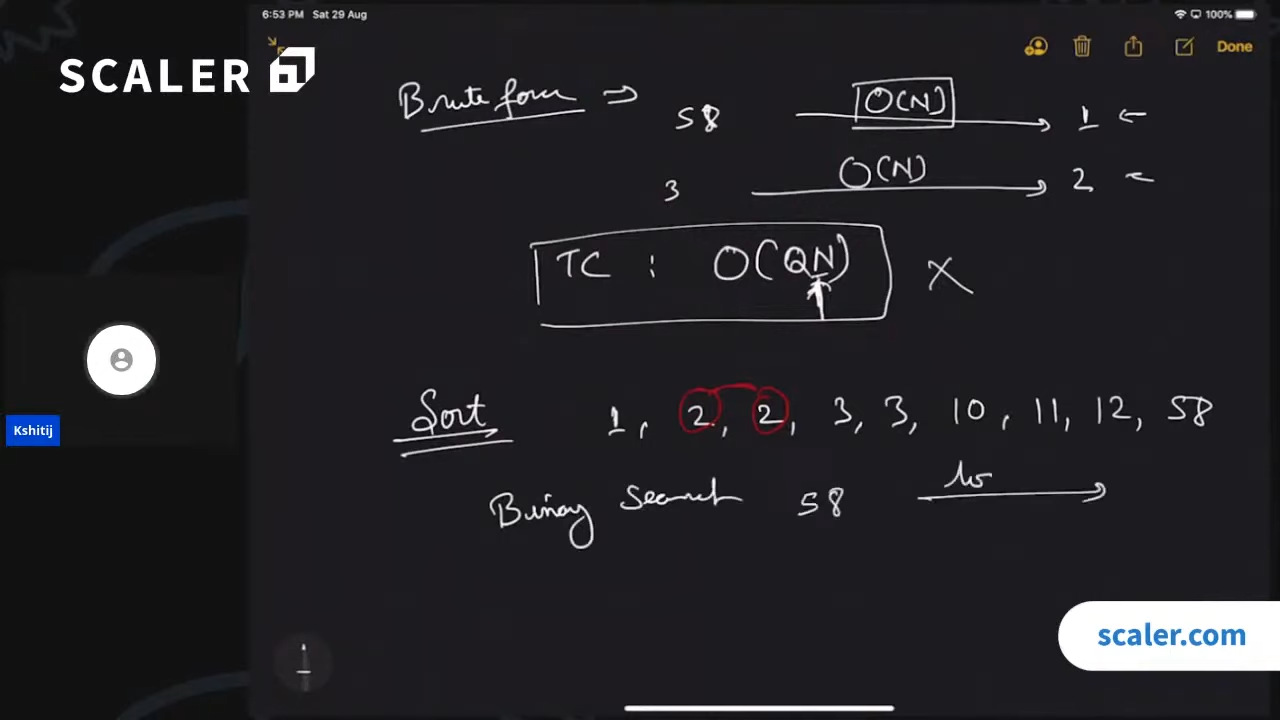 6:53 PM Sat 29 Aug
100%
SCALER
Done
Brute force ⇒ 58 O(N) → 1 ←
3 O(N) → 2 ←
TC : O(QN) X
Kshitij
Sort 1, 2, 2, 3, 3, 10, 11, 12, 58
Binary search 58 →
scaler.com